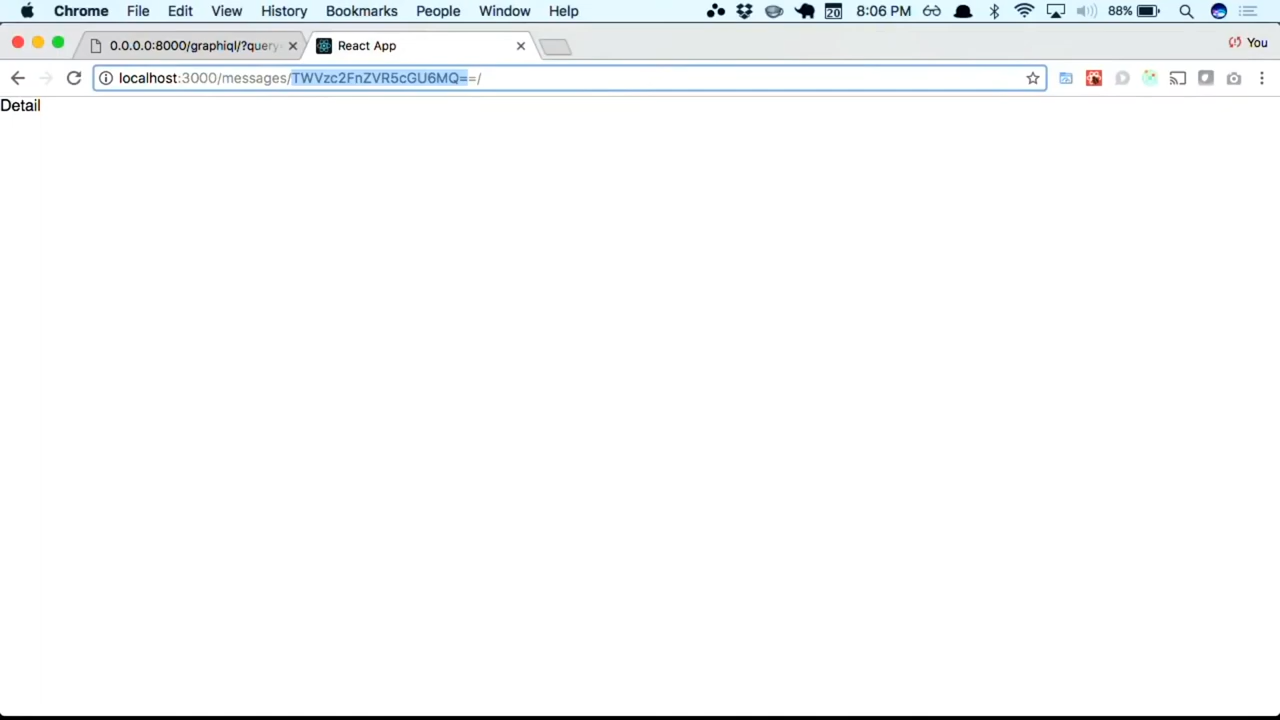 Chrome File Edit View History Bookmarks People Window Help 20 8:06 PM 88%
0.0.0.0:8000/graphiql/?query React App You
localhost:3000/messages/TWVzc2FnZVR5cGU6MQ==/
Detail